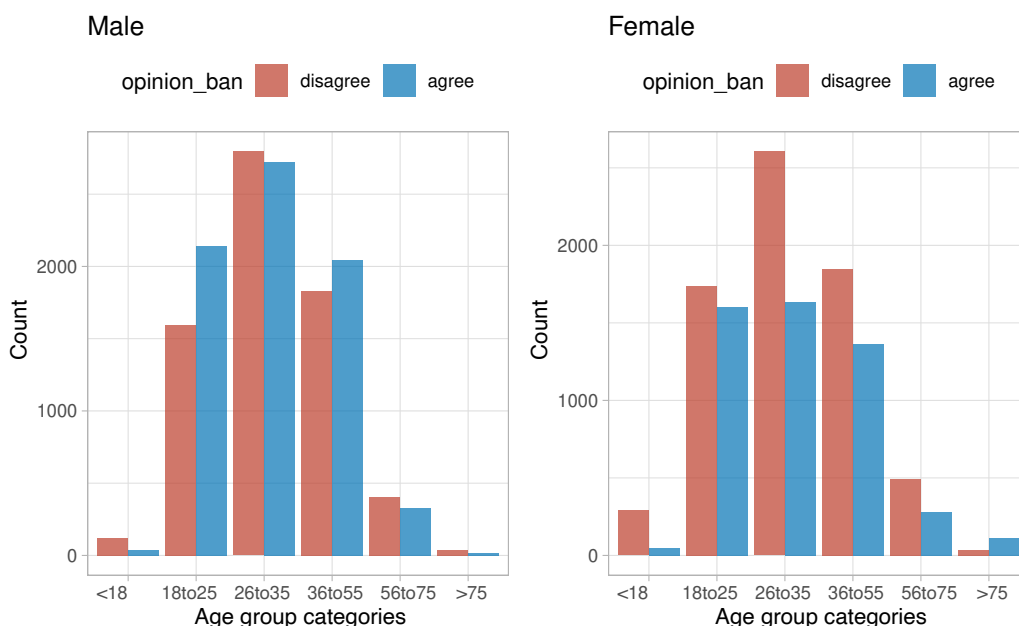 Male
opinion_ban disagree agree
Count
2000
1000
0
<18 18to25 26to35 36to55 56to75 >75
Age group categories
Female
opinion_ban disagree agree
Count
2000
1000
0
<18 18to25 26to35 36to55 56to75 >75
Age group categories